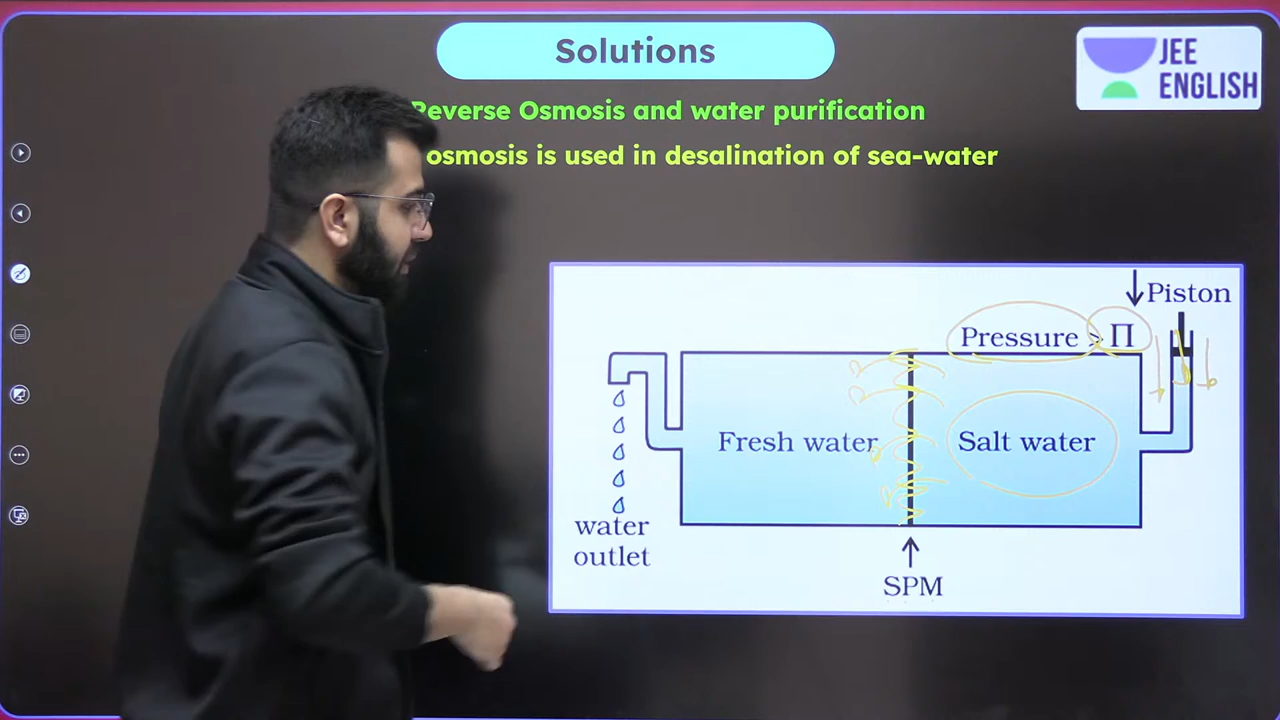 Solutions
JEE
ENGLISH
Reverse Osmosis and water purification
osmosis is used in desalination of sea-water
Piston
Pressure > Π
Fresh water
Salt water
water
outlet
SPM